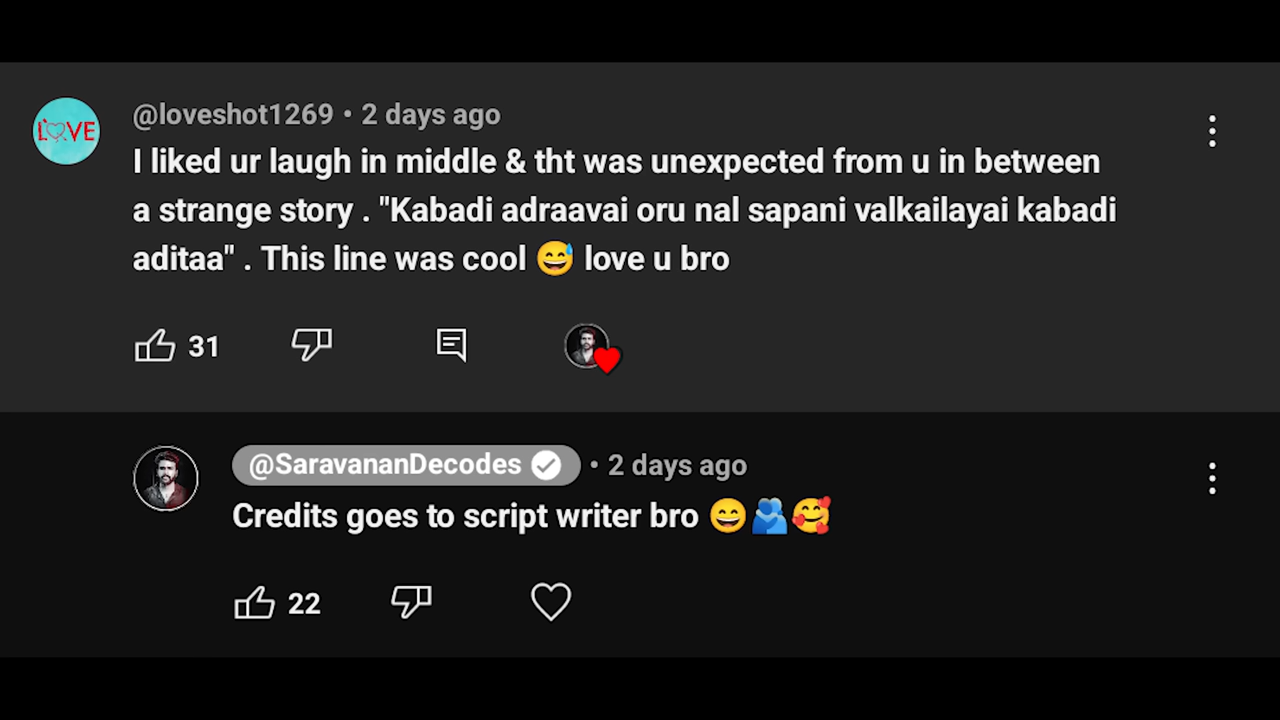 LOVE
@loveshot1269 • 2 days ago
I liked ur laugh in middle & tht was unexpected from u in between
a strange story . "Kabadi adraavai oru nal sapani valkailayai kabadi
aditaa" . This line was cool 😅 love u bro
31
@SaravananDecodes • 2 days ago
Credits goes to script writer bro 😄🫂🥰
22